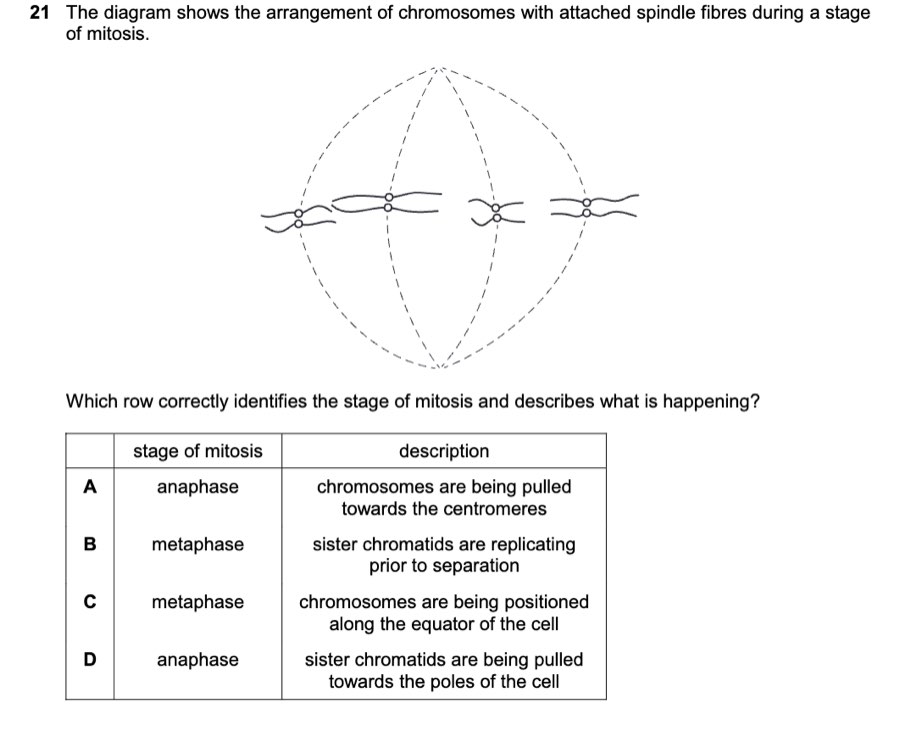 21 The diagram shows the arrangement of chromosomes with attached spindle fibres during a stage
of mitosis.
Which row correctly identifies the stage of mitosis and describes what is happening?
stage of mitosis description
A anaphase chromosomes are being pulled
towards the centromeres
B metaphase sister chromatids are replicating
prior to separation
C metaphase chromosomes are being positioned
along the equator of the cell
D anaphase sister chromatids are being pulled
towards the poles of the cell